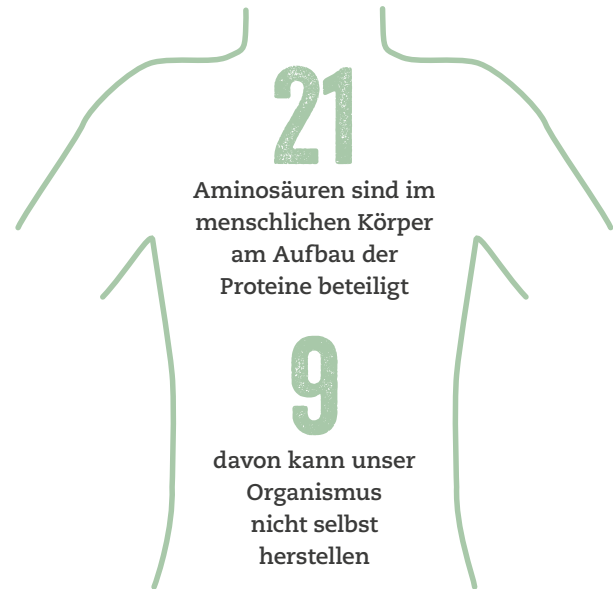 21
Aminosäuren sind im
menschlichen Körper
am Aufbau der
Proteine beteiligt
9
davon kann unser
Organismus
nicht selbst
herstellen